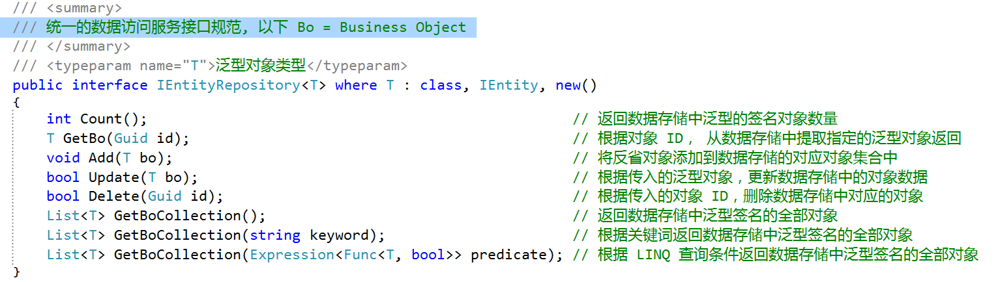 /// <summary>
/// 统一的数据访问服务接口规范, 以下 Bo = Business Object
/// </summary>
/// <typeparam name="T">泛型对象类型</typeparam>
public interface IEntityRepository<T> where T : class, IEntity, new()
{
    int Count(); // 返回数据存储中泛型的签名对象数量
    T GetBo(Guid id); // 根据对象 ID， 从数据存储中提取指定的泛型对象返回
    void Add(T bo); // 将反省对象添加到数据存储的对应对象集合中
    bool Update(T bo); // 根据传入的泛型对象，更新数据存储中的对象数据
    bool Delete(Guid id); // 根据传入的对象 ID，删除数据存储中对应的对象
    List<T> GetBoCollection(); // 返回数据存储中泛型签名的全部对象
    List<T> GetBoCollection(string keyword); // 根据关键词返回数据存储中泛型签名的全部对象
    List<T> GetBoCollection(Expression<Func<T, bool>> predicate); // 根据 LINQ 查询条件返回数据存储中泛型签名的全部对象
}